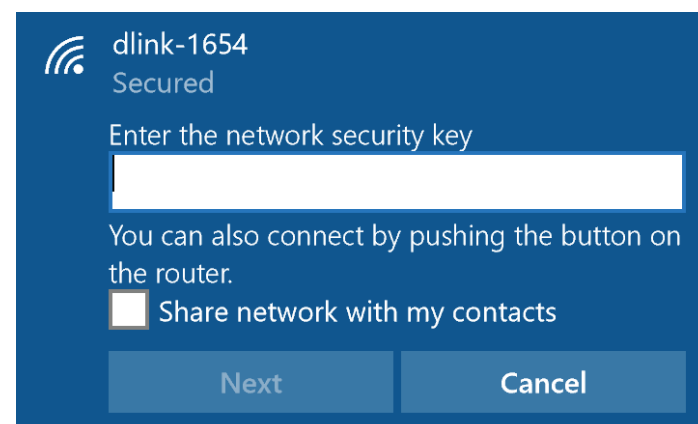 dlink-1654
Secured
Enter the network security key
You can also connect by pushing the button on
the router.
Share network with my contacts
Next
Cancel